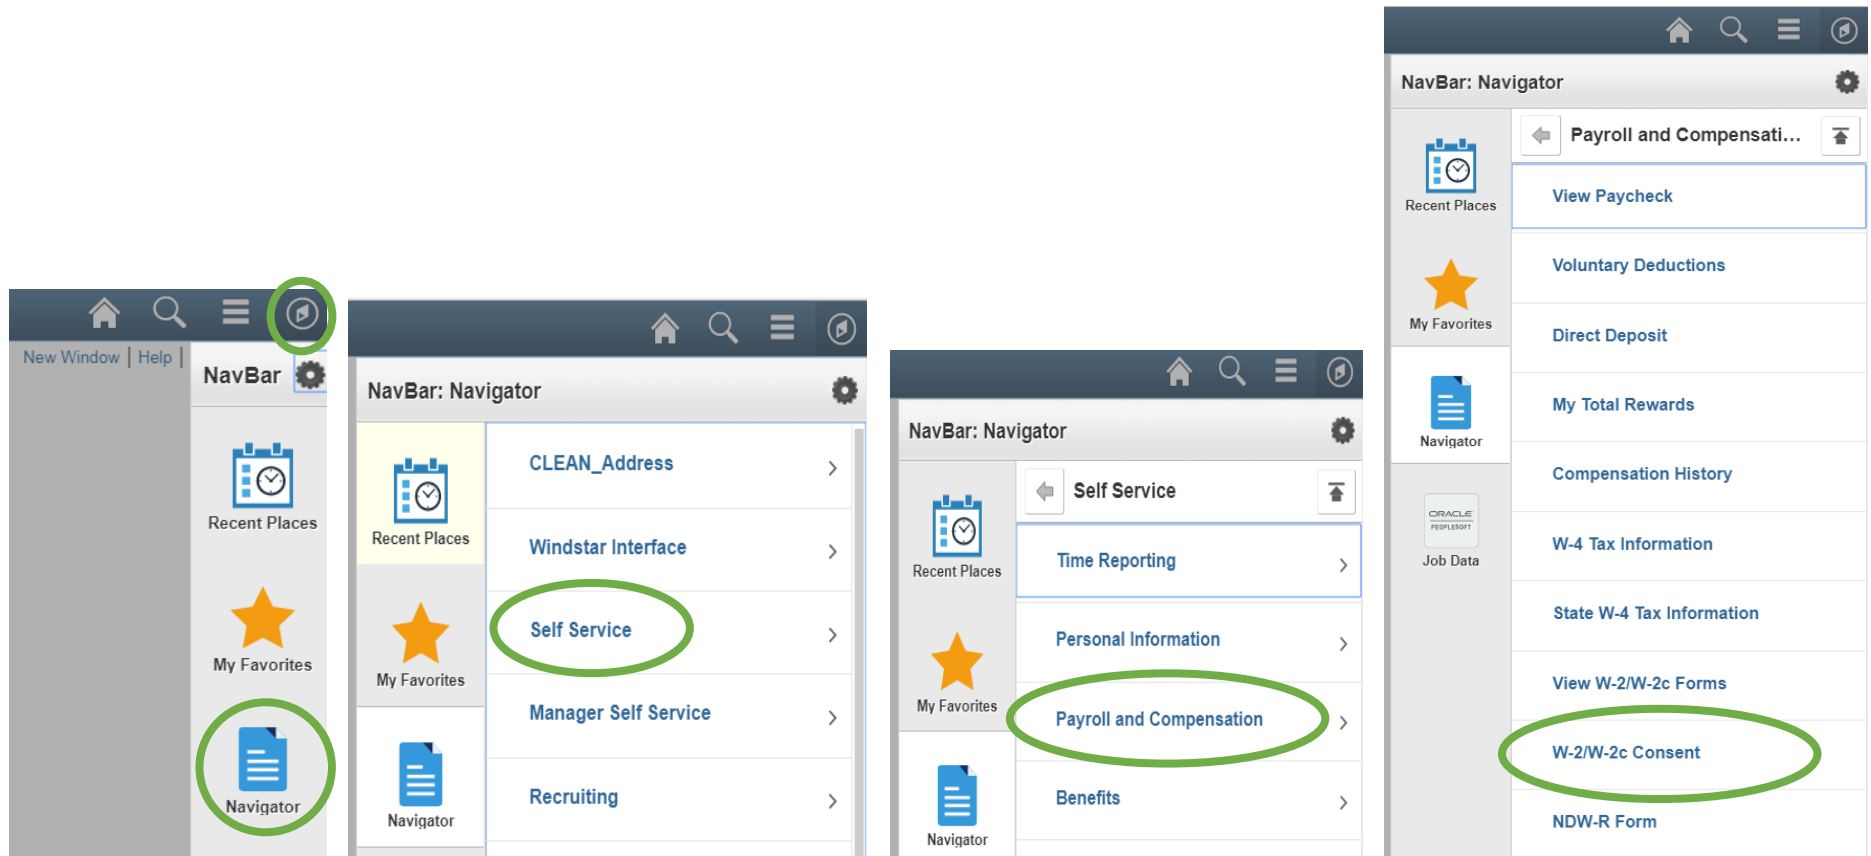 New Window | Help |
NavBar
Recent Places
My Favorites
Navigator
NavBar: Navigator
Recent Places
My Favorites
Navigator
CLEAN_Address
Windstar Interface
Self Service
Manager Self Service
Recruiting
NavBar: Navigator
Recent Places
My Favorites
Navigator
Self Service
Time Reporting
Personal Information
Payroll and Compensation
Benefits
NavBar: Navigator
Recent Places
My Favorites
Navigator
ORACLE
PEOPLESOFT
Job Data
Payroll and Compensati...
View Paycheck
Voluntary Deductions
Direct Deposit
My Total Rewards
Compensation History
W-4 Tax Information
State W-4 Tax Information
View W-2/W-2c Forms
W-2/W-2c Consent
NDW-R Form